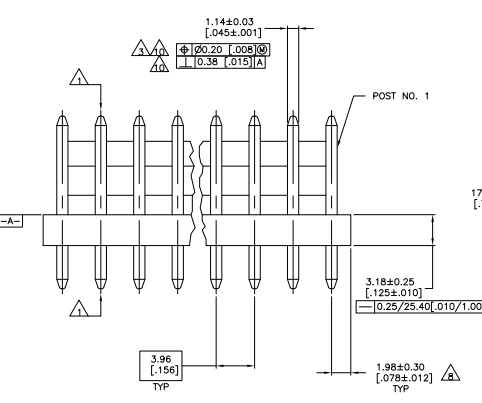 1.14±0.03
[.045±.001]
3 10 ⌖ Ø0.20 [.008]Ⓜ
10 ⊥ 0.38 [.015] A
1
POST NO. 1
17
[.
-A-
3.18±0.25
[.125±.010]
— 0.25/25.40[.010/1.00
1
3.96
[.156]
TYP
1.98±0.30
[.078±.012] 8
TYP